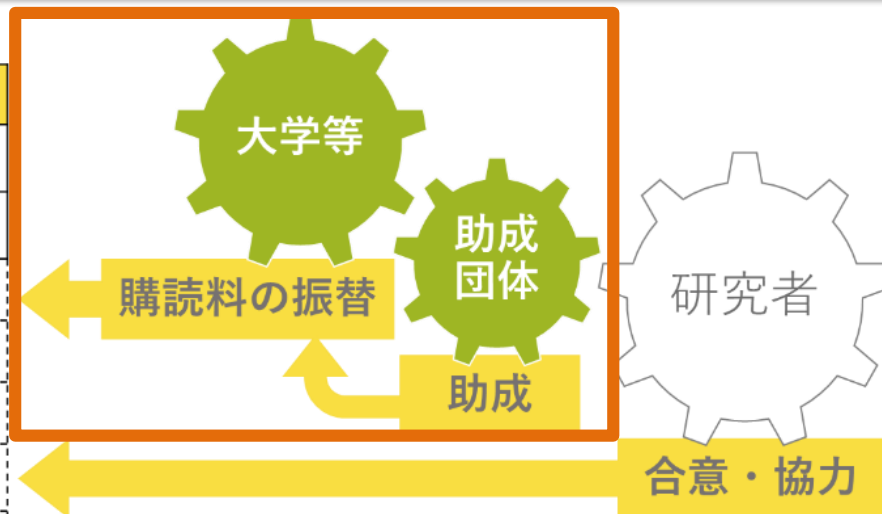 大学等
助成
団体
研究者
購読料の振替
助成
合意・協力